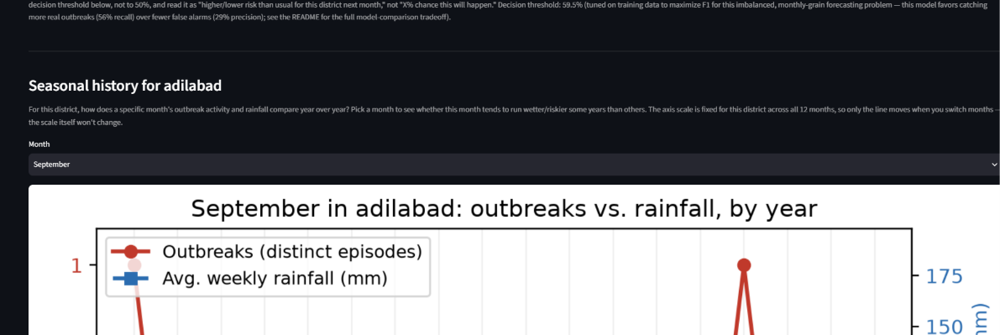 decision threshold below, not to 50%, and read it as "higher/lower risk than usual for this district next month," not "X% chance this will happen." Decision threshold: 59.5% (tuned on training data to maximize F1 for this imbalanced, monthly-grain forecasting problem — this model favors catching
more real outbreaks (56% recall) over fewer false alarms (29% precision); see the README for the full model-comparison tradeoff).
Seasonal history for adilabad
For this district, how does a specific month's outbreak activity and rainfall compare year over year? Pick a month to see whether this month tends to run wetter/riskier some years than others. The axis scale is fixed for this district across all 12 months, so only the line moves when you switch months —
the scale itself won't change.
Month
September
September in adilabad: outbreaks vs. rainfall, by year
Outbreaks (distinct episodes)
Avg. weekly rainfall (mm)
1
175
150
mm)